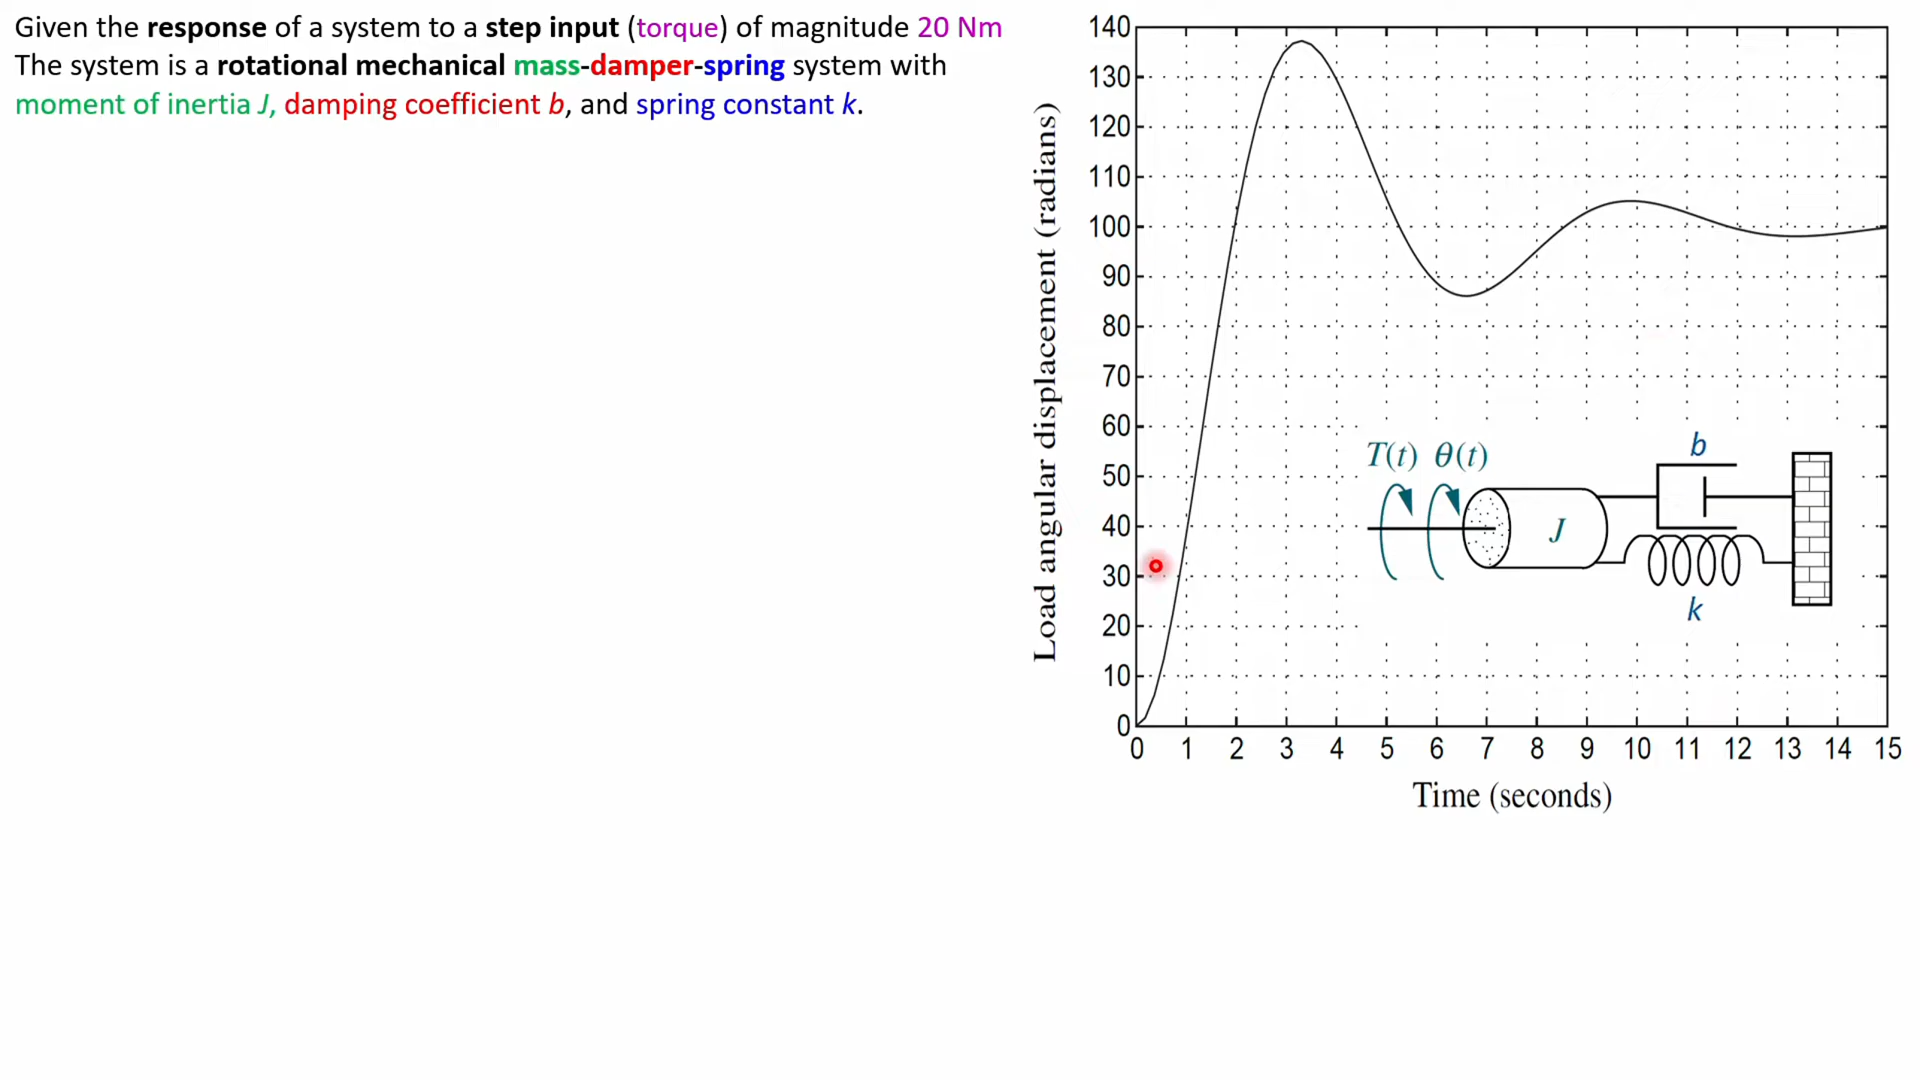 Given the response of a system to a step input (torque) of magnitude 20 Nm
The system is a rotational mechanical mass-damper-spring system with
moment of inertia J, damping coefficient b, and spring constant k.
Load angular displacement (radians)
140
130
120
110
100
90
80
70
60
50
40
30
20
10
0
T(t) θ(t)
J
b
k
0 1 2 3 4 5 6 7 8 9 10 11 12 13 14 15
Time (seconds)